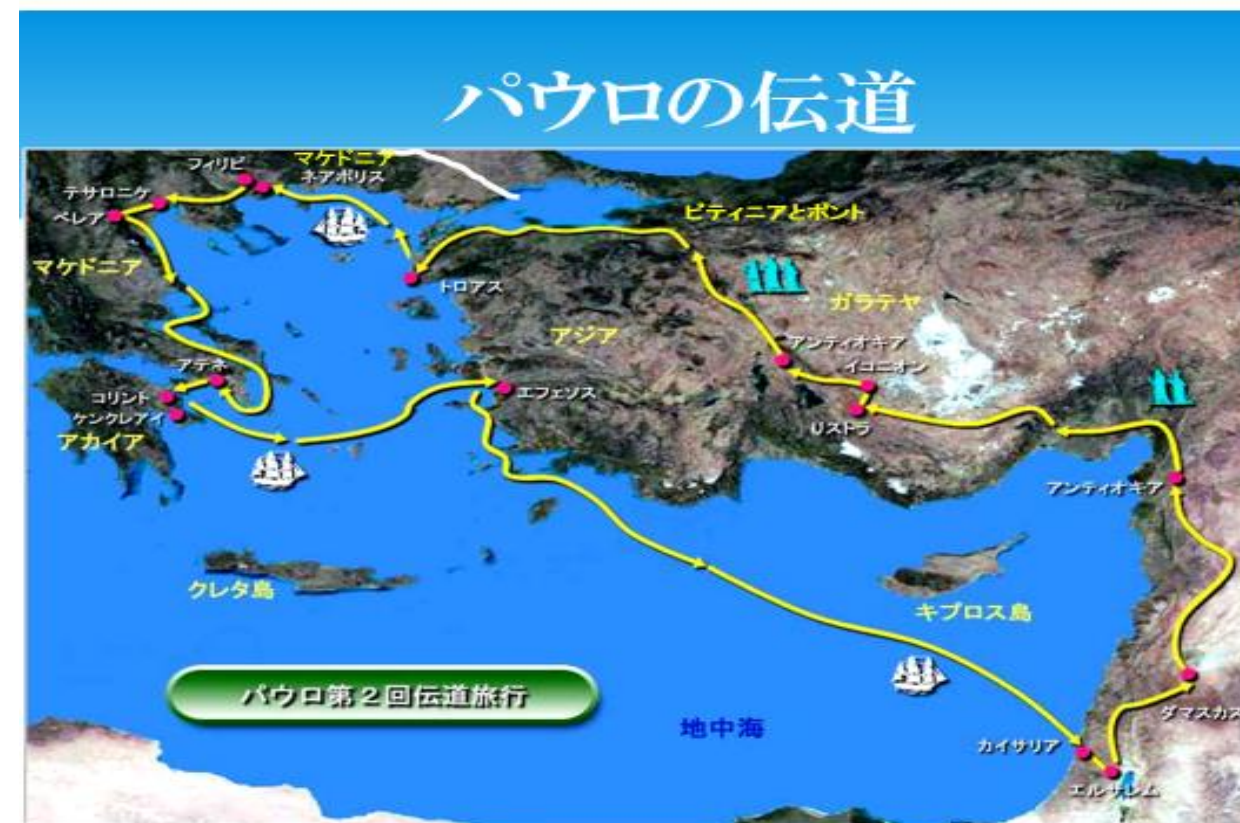 パウロの伝道
マケドニア
フィリピ
ネアポリス
テサロニケ
ベレア
マケドニア
トロアス
ビティニアとポント
ガラテヤ
アジア
アンティオキア
イコニオン
リストラ
アテネ
コリント
ケンクレアイ
アカイア
エフェソス
アンティオキア
クレタ島
キプロス島
パウロ第2回伝道旅行
地中海
ダマスカス
カイサリア
エルサレム